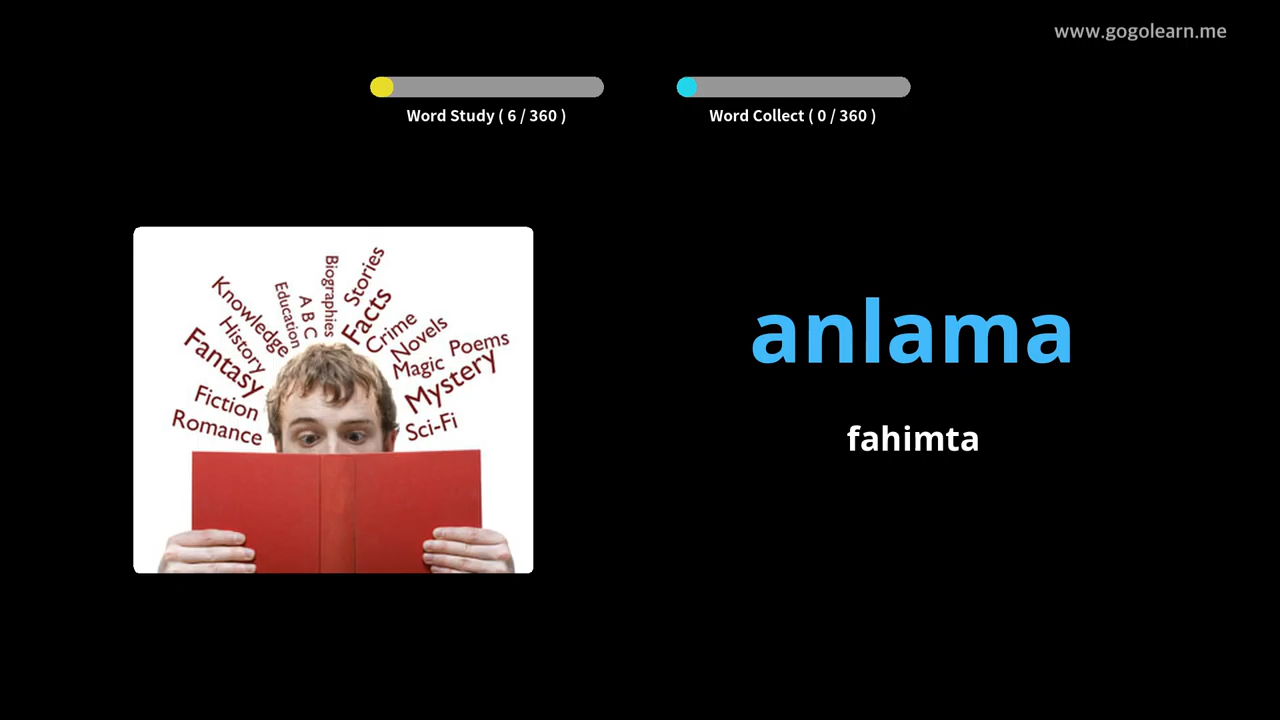 www.gogolearn.me
Word Study ( 6 / 360 )
Word Collect ( 0 / 360 )
Biographies
Stories
Education
A B C
Facts
Knowledge
Crime
History
Novels
Fantasy
Magic
Poems
Mystery
Fiction
Romance
Sci-Fi
anlama
fahimta